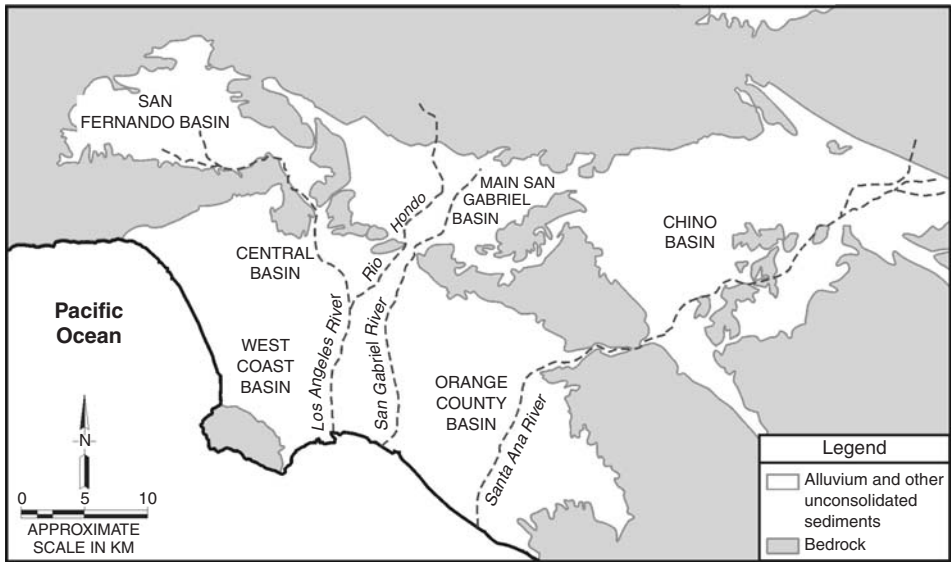 SAN
FERNANDO BASIN
MAIN SAN
GABRIEL
BASIN
Rio Hondo
CHINO
BASIN
CENTRAL
BASIN
Pacific
Ocean
WEST
COAST
BASIN
Los Angeles River
San Gabriel River
ORANGE
COUNTY
BASIN
Santa Ana River
N
0 5 10
APPROXIMATE
SCALE IN KM
Legend
Alluvium and other
unconsolidated
sediments
Bedrock